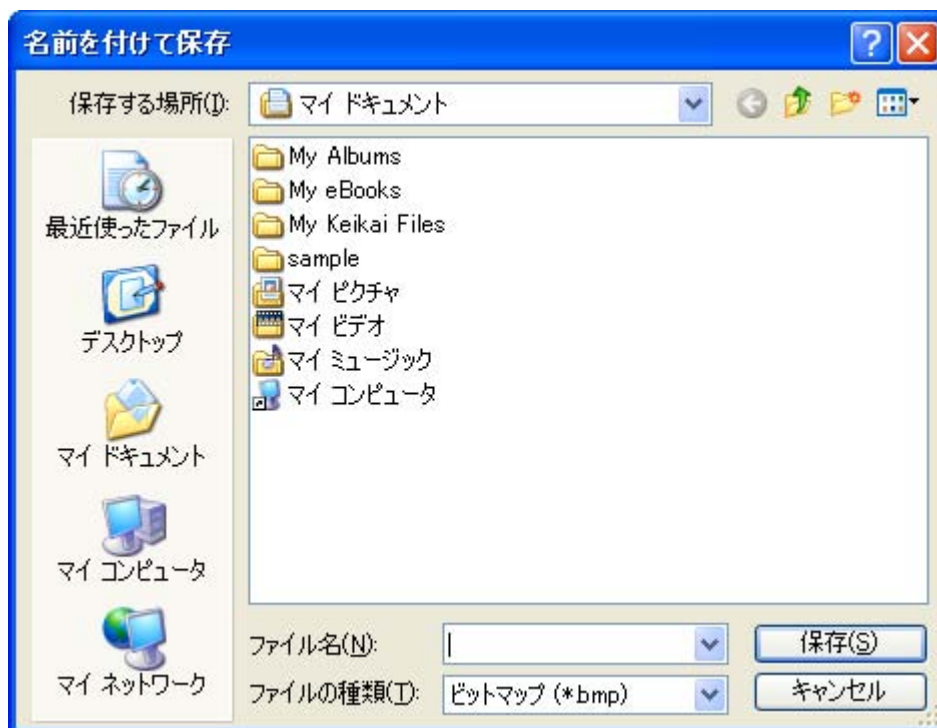 名前を付けて保存
保存する場所(I):
マイ ドキュメント
最近使ったファイル
デスクトップ
マイ ドキュメント
マイ コンピュータ
マイ ネットワーク
My Albums
My eBooks
My Keikai Files
sample
マイ ピクチャ
マイ ビデオ
マイ ミュージック
マイ コンピュータ
ファイル名(N):
保存(S)
ファイルの種類(T):
ビットマップ (*.bmp)
キャンセル